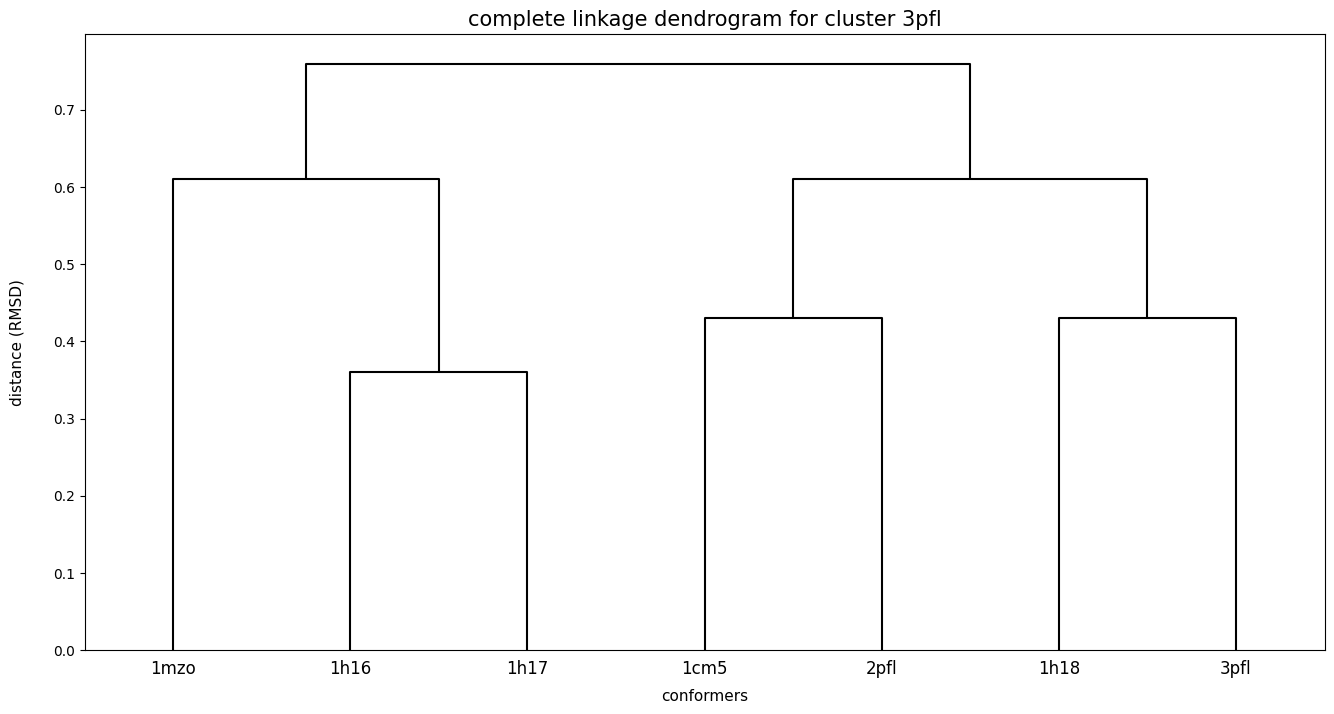 complete linkage dendrogram for cluster 3pfl
0.7
0.6
0.5
0.4
0.3
0.2
0.1
0.0
distance (RMSD)
1mzo 1h16 1h17 1cm5 2pfl 1h18 3pfl
conformers